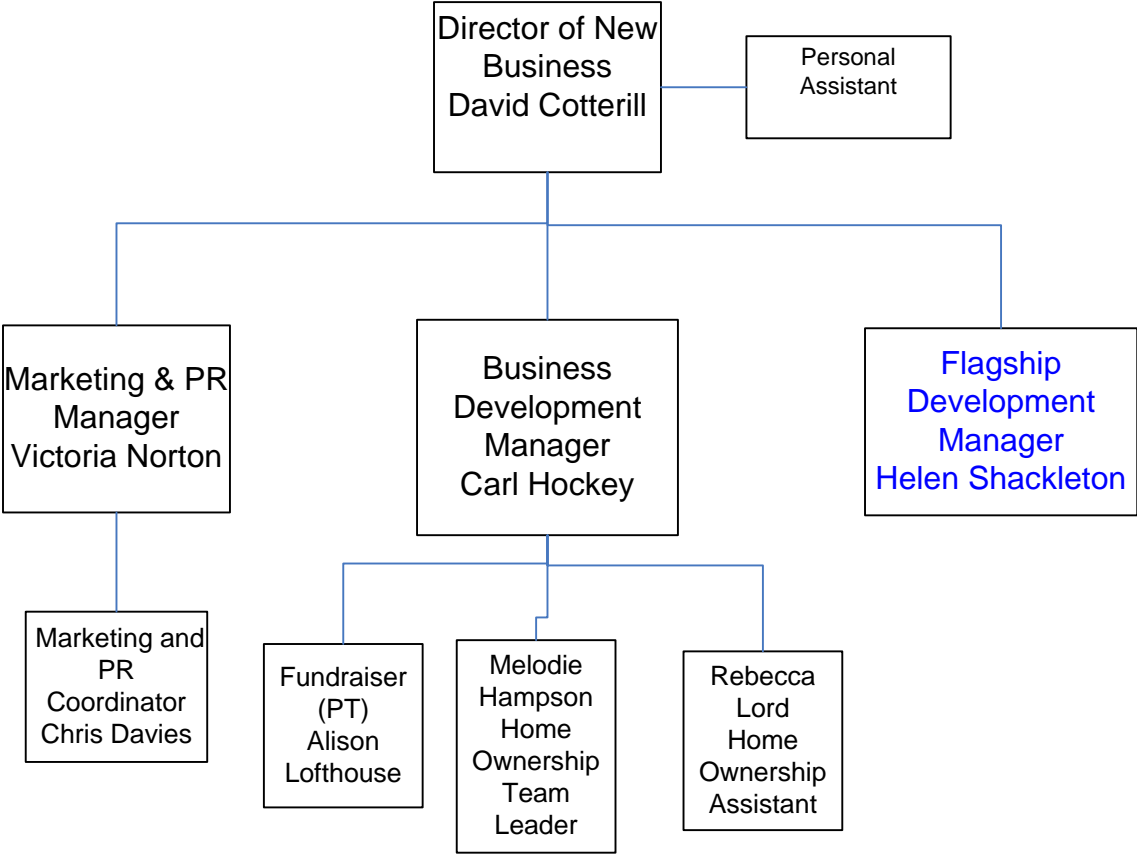 Director of New
Business
David Cotterill
Personal
Assistant
Marketing & PR
Manager
Victoria Norton
Business
Development
Manager
Carl Hockey
Flagship
Development
Manager
Helen Shackleton
Marketing and
PR
Coordinator
Chris Davies
Fundraiser
(PT)
Alison
Lofthouse
Melodie
Hampson
Home
Ownership
Team
Leader
Rebecca
Lord
Home
Ownership
Assistant